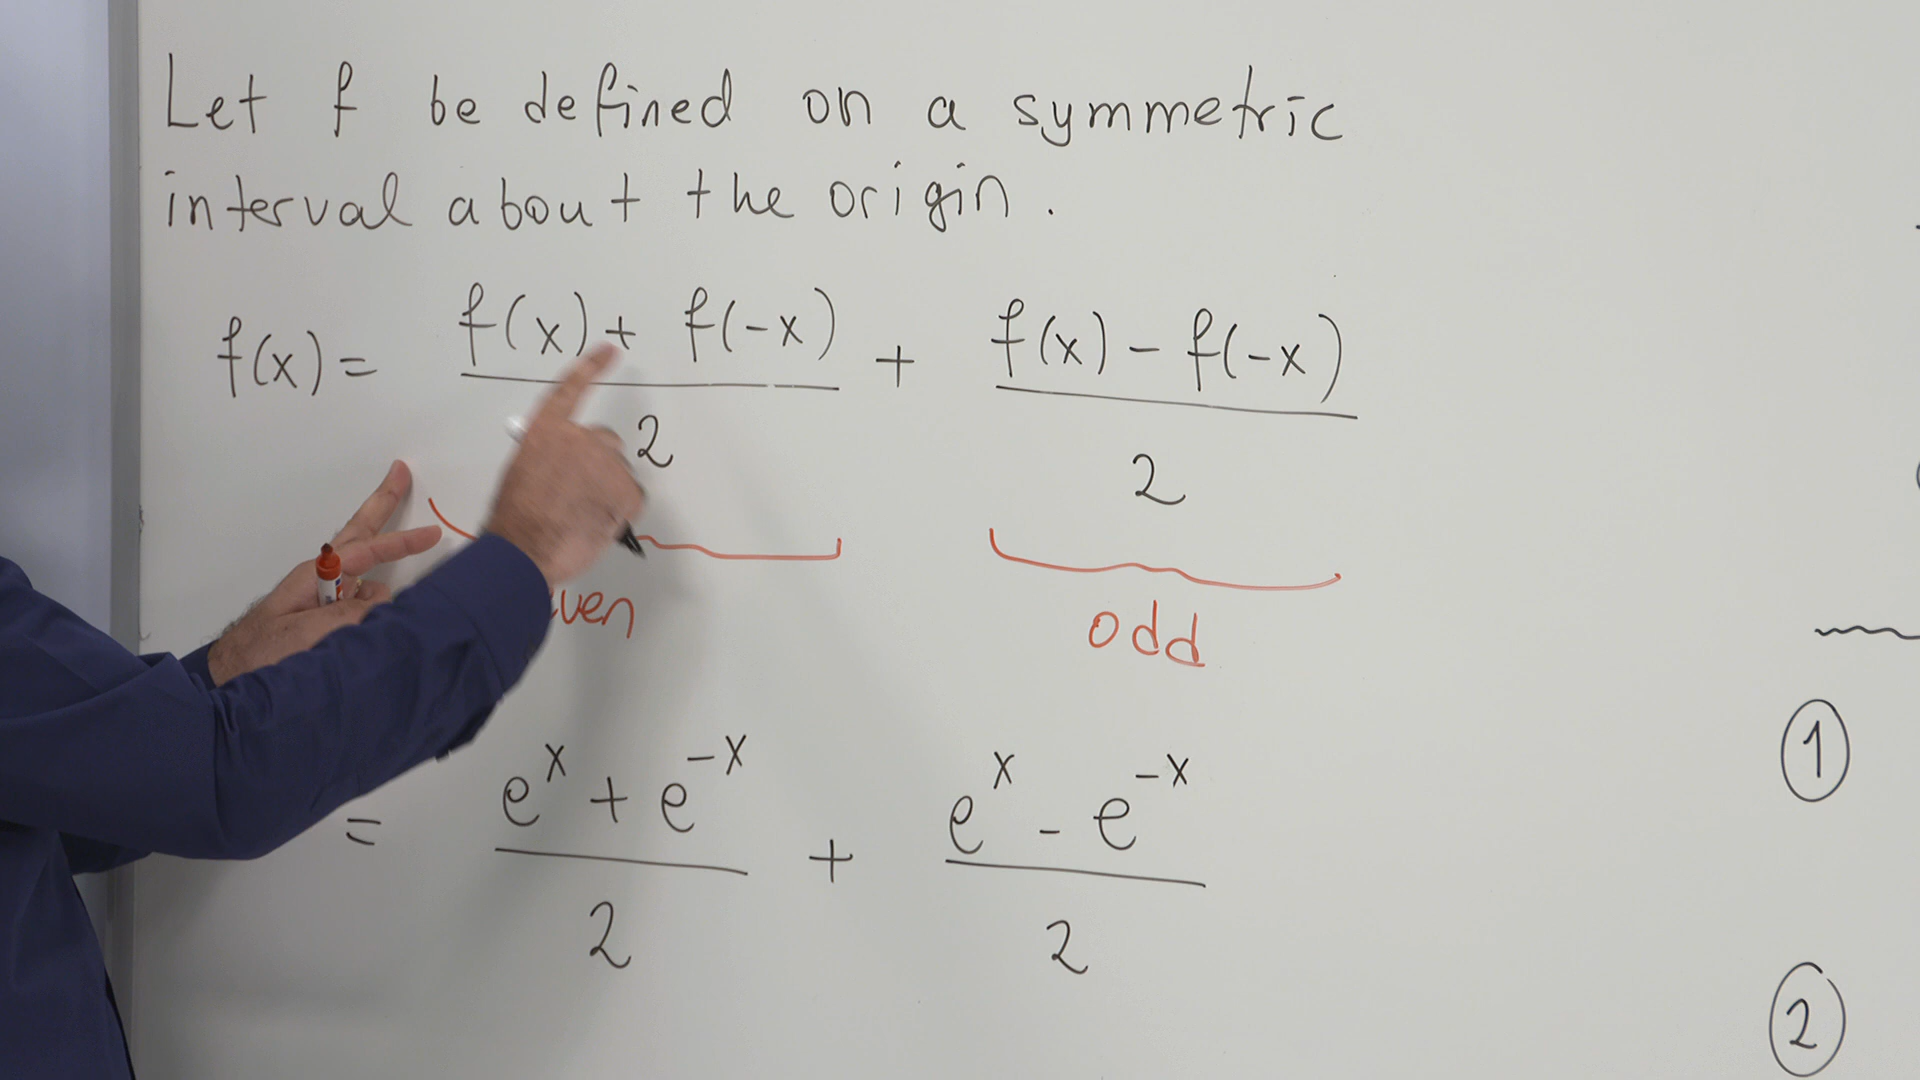 Let f be defined on a symmetric
interval about the origin.
f(x) = (f(x) + f(-x))/2 + (f(x) - f(-x))/2
odd
= (e^x + e^-x)/2 + (e^x - e^-x)/2
1
2